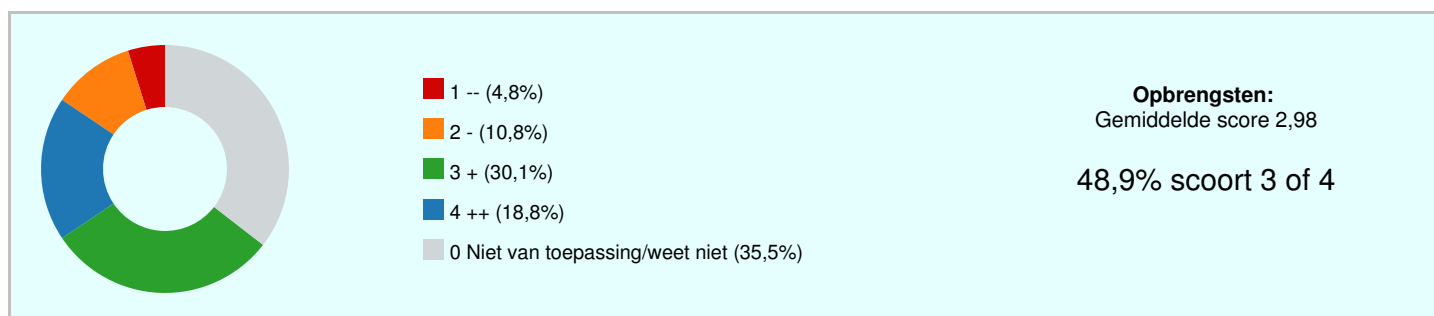 1 -- (4,8%)
2 - (10,8%)
3 + (30,1%)
4 ++ (18,8%)
0 Niet van toepassing/weet niet (35,5%)
Opbrengsten:
Gemiddelde score 2,98
48,9% scoort 3 of 4